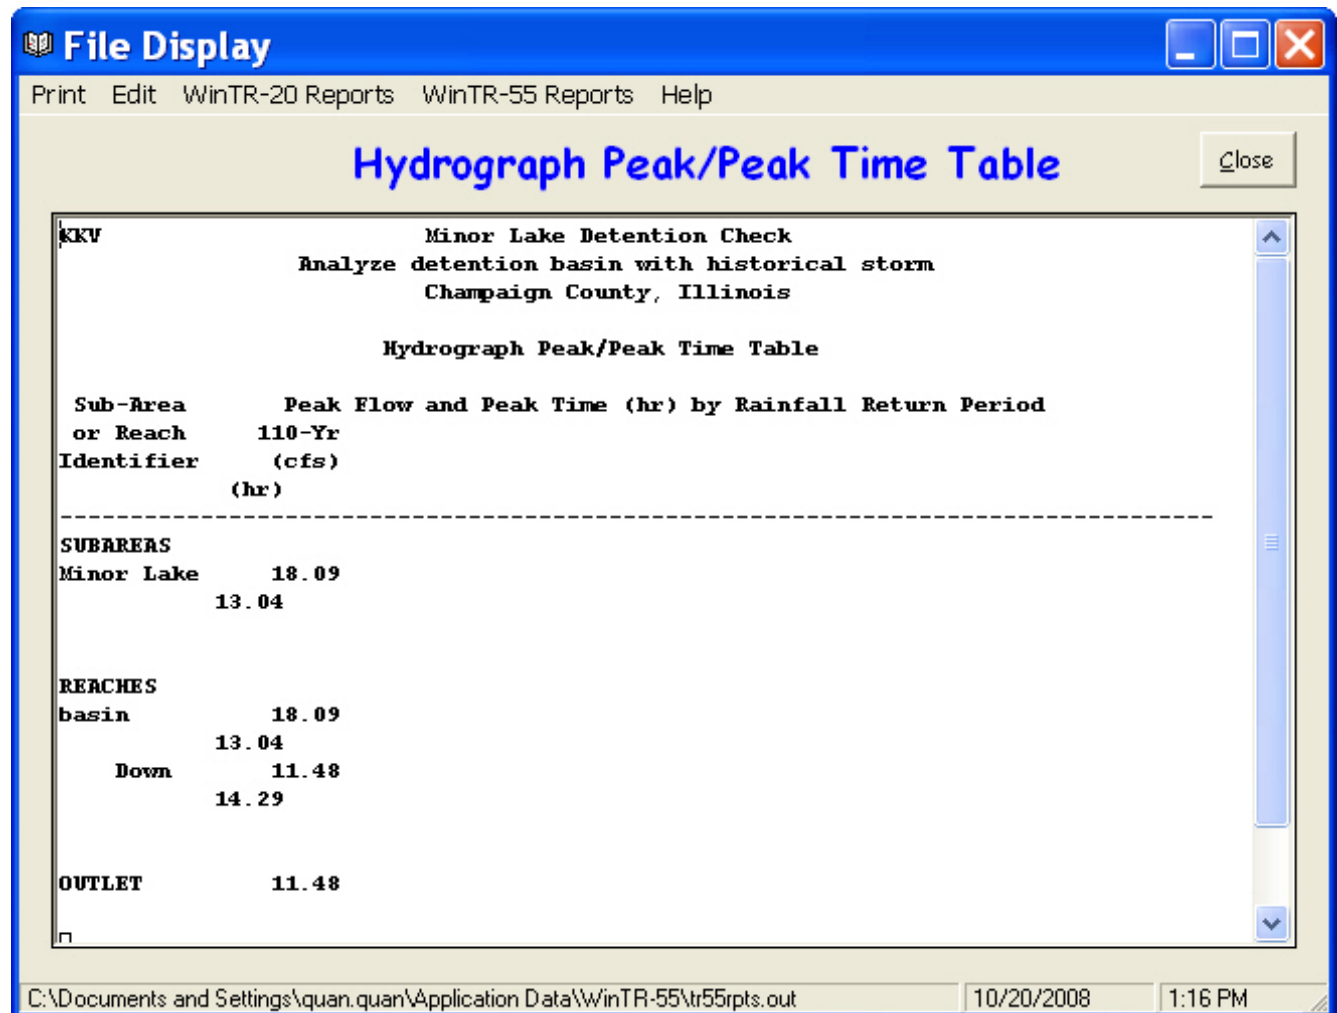 File Display
Print Edit WinTR-20 Reports WinTR-55 Reports Help
Hydrograph Peak/Peak Time Table
Close
KKV Minor Lake Detention Check
Analyze detention basin with historical storm
Champaign County, Illinois
Hydrograph Peak/Peak Time Table
Sub-Area Peak Flow and Peak Time (hr) by Rainfall Return Period
or Reach 110-Yr
Identifier (cfs)
(hr)
SUBAREAS
Minor Lake 18.09
13.04
REACHES
basin 18.09
13.04
Down 11.48
14.29
OUTLET 11.48
C:\Documents and Settings\quan.quan\Application Data\WinTR-55\tr55rpts.out 10/20/2008 1:16 PM